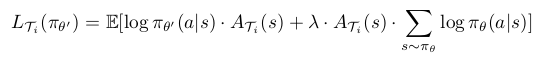 $L_{\mathcal{T}_i}(\pi_{\theta'}) = \mathbb{E}[\log \pi_{\theta'}(a|s) \cdot A_{\mathcal{T}_i}(s) + \lambda \cdot A_{\mathcal{T}_i}(s) \cdot \sum_{s \sim \pi_\theta} \log \pi_\theta(a|s)]$